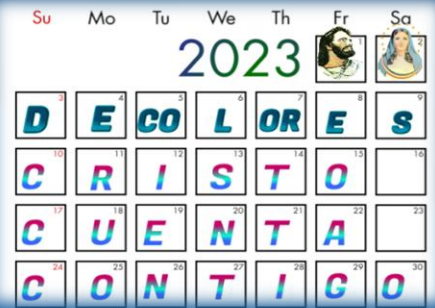 Su Mo Tu We Th Fr Sa
2023 1 2
3 4 5 6 7 8 9
D E CO L OR E S
10 11 12 13 14 15 16
C R I S T O
17 18 19 20 21 22 23
C U E N T A
24 25 26 27 28 29 30
C O N T I G O